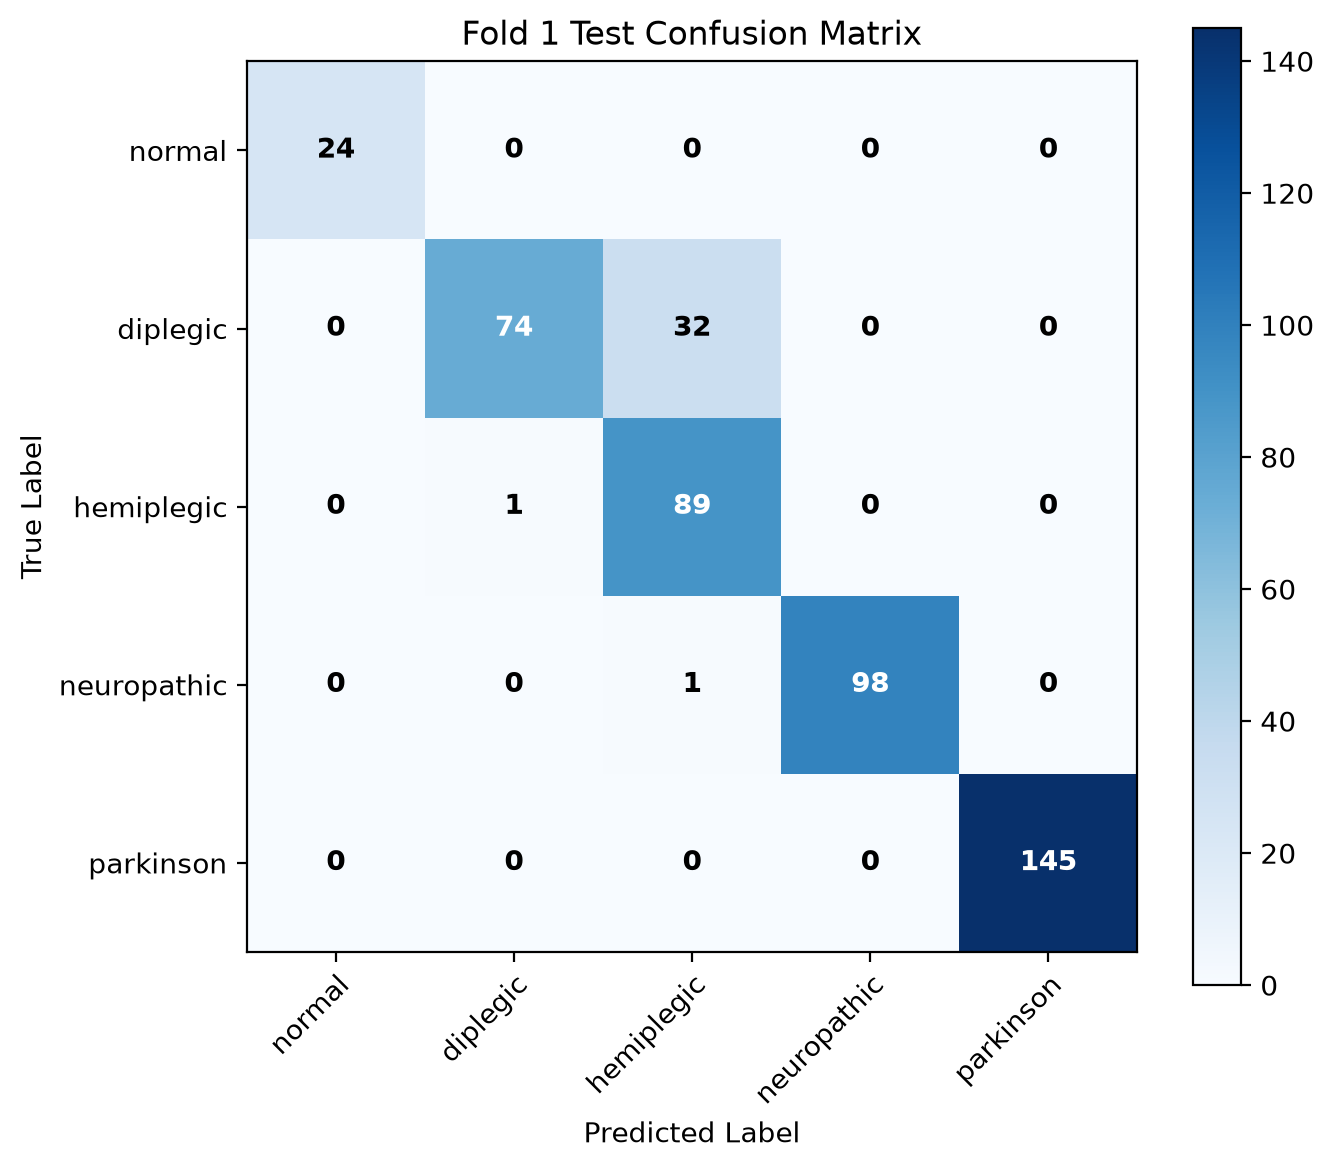 Fold 1 Test Confusion Matrix
True Label
normal 24 0 0 0 0
diplegic 0 74 32 0 0
hemiplegic 0 1 89 0 0
neuropathic 0 0 1 98 0
parkinson 0 0 0 0 145
normal diplegic hemiplegic neuropathic parkinson
Predicted Label
140
120
100
80
60
40
20
0